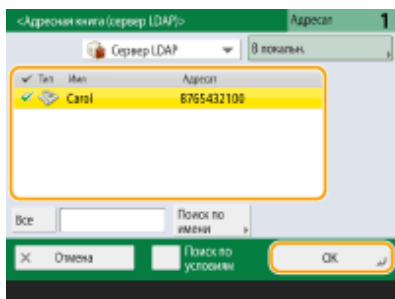 <Адресная книга (сервер LDAP)>
Адресат 1
Сервер LDAP
В локальн.
Тип Имя Адресат
Carol 8765432100
Все
Поиск по имени
Отмена
Поиск по условиям
OK